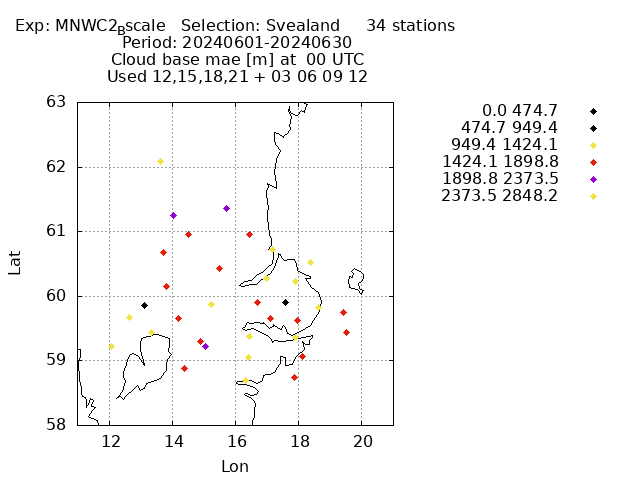 Exp: MNWC2_Bscale   Selection: Svealand     34 stations
Period: 20240601-20240630
Cloud base mae [m] at  00 UTC
Used 12,15,18,21 + 03 06 09 12
0.0 474.7
474.7 949.4
949.4 1424.1
1424.1 1898.8
1898.8 2373.5
2373.5 2848.2
63
62
61
60
59
58
Lat
12 14 16 18 20
Lon